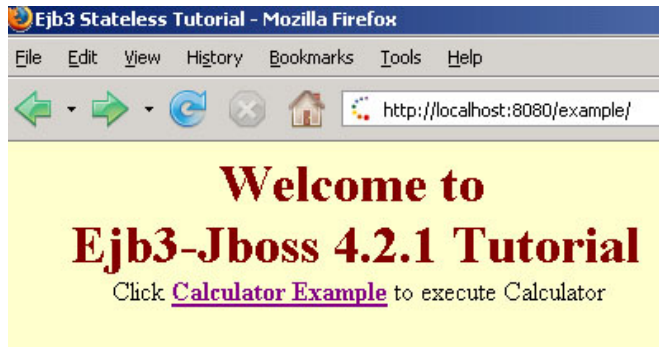 Ejb3 Stateless Tutorial - Mozilla Firefox
File Edit View History Bookmarks Tools Help
http://localhost:8080/example/
Welcome to
Ejb3-Jboss 4.2.1 Tutorial
Click Calculator Example to execute Calculator